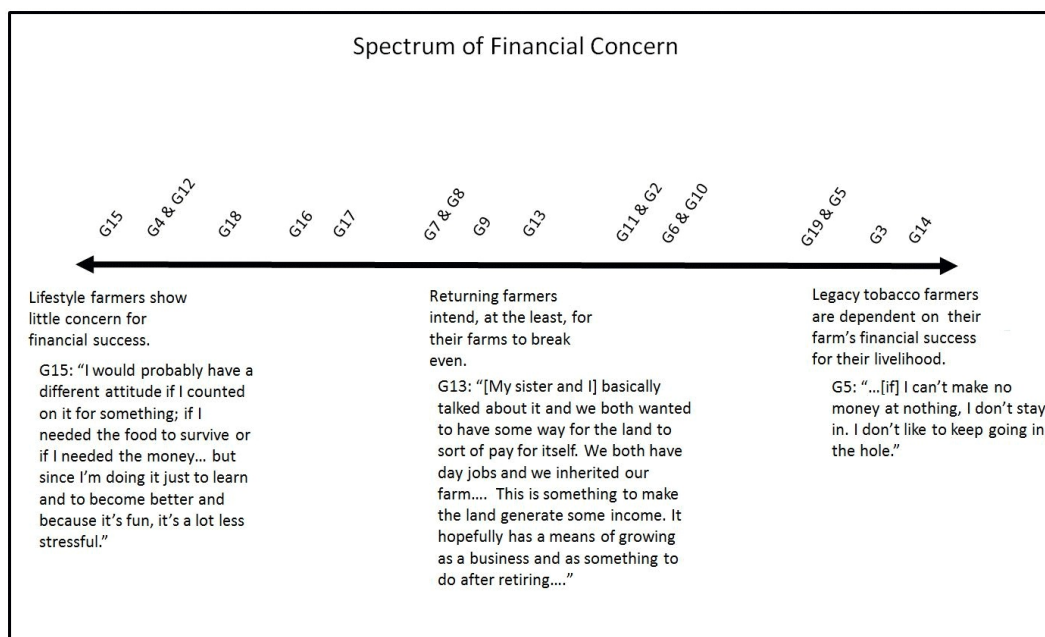 Spectrum of Financial Concern
G15
G4 & G12
G18
G16
G17
G7 & G8
G9
G13
G11 & G2
G6 & G10
G19 & G5
G3
G14
Lifestyle farmers show
little concern for
financial success.
G15: “I would probably have a
different attitude if I counted
on it for something; if I
needed the food to survive or
if I needed the money… but
since I’m doing it just to learn
and to become better and
because it’s fun, it’s a lot less
stressful.”
Returning farmers
intend, at the least, for
their farms to break
even.
G13: “[My sister and I] basically
talked about it and we both wanted
to have some way for the land to
sort of pay for itself. We both have
day jobs and we inherited our
farm…. This is something to make
the land generate some income. It
hopefully has a means of growing
as a business and as something to
do after retiring….”
Legacy tobacco farmers
are dependent on their
farm’s financial success
for their livelihood.
G5: “…[if] I can’t make no
money at nothing, I don’t stay
in. I don’t like to keep going in
the hole.”